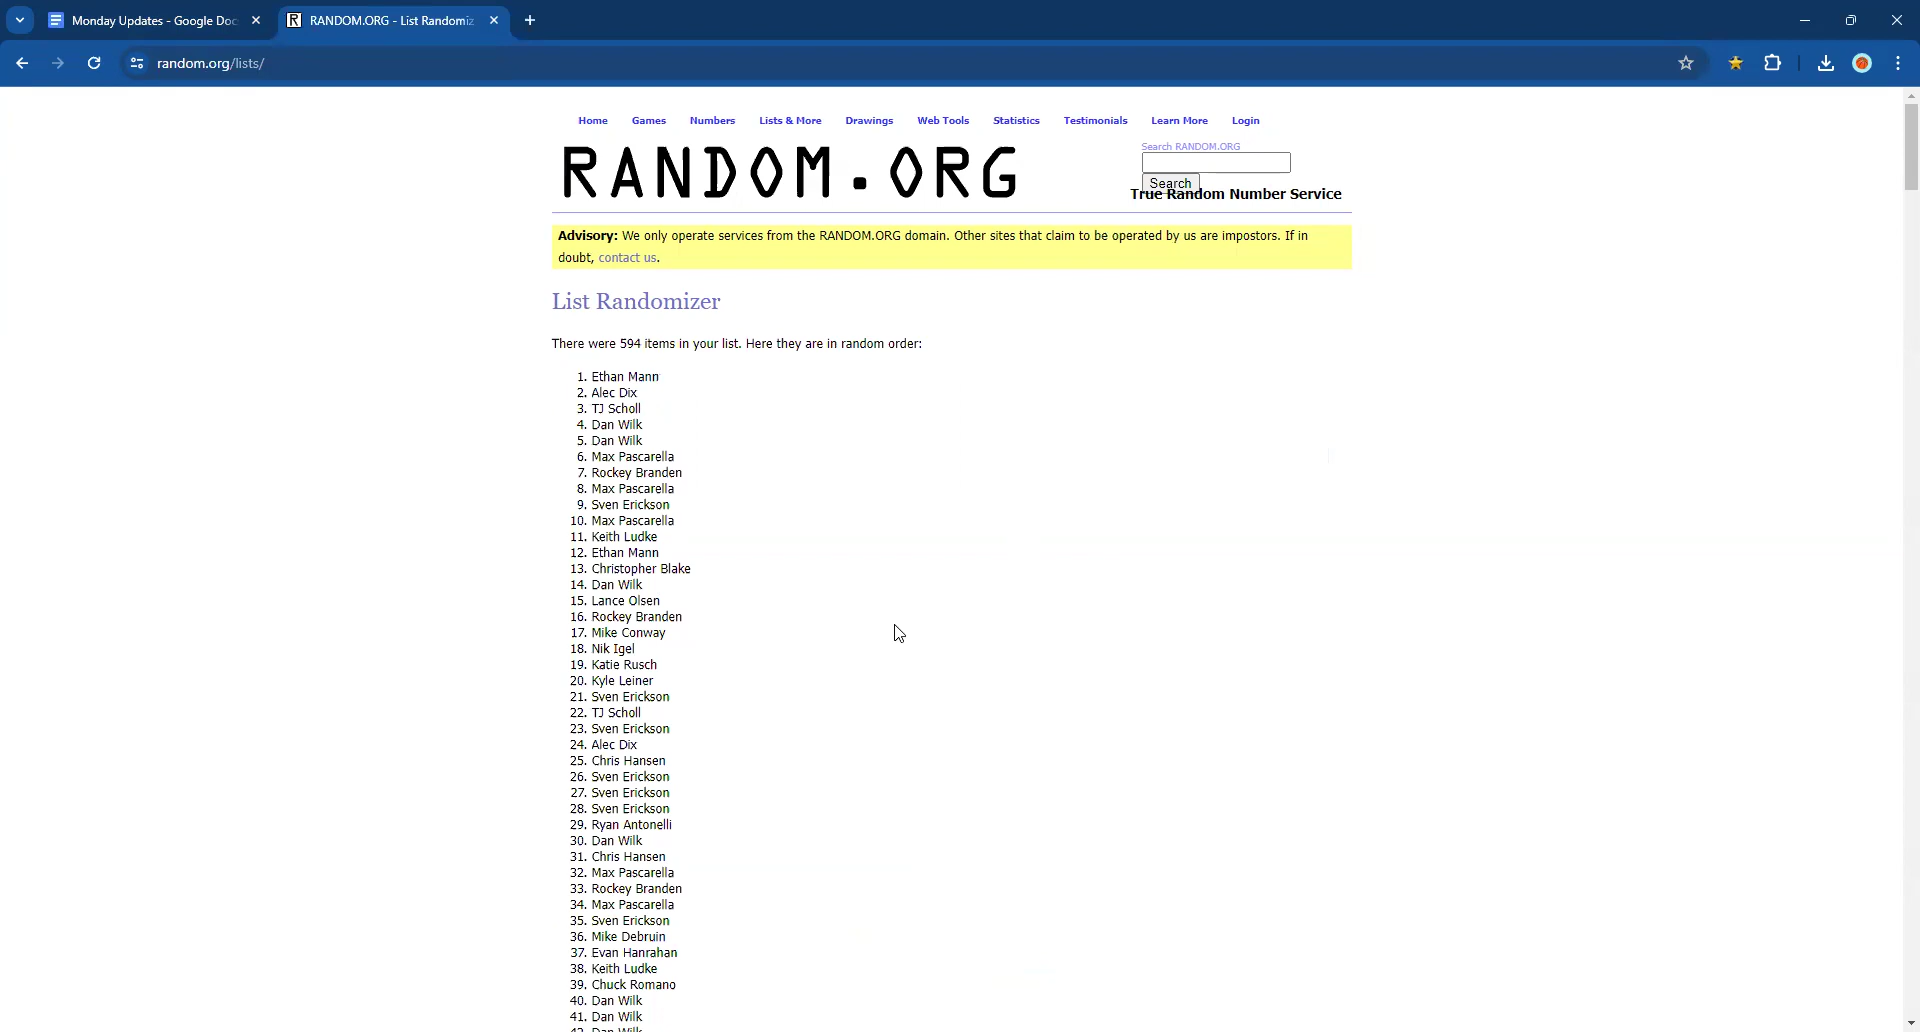 Monday Updates - Google Doc
RANDOM.ORG - List Randomiz
random.org/lists/
Home Games Numbers Lists & More Drawings Web Tools Statistics Testimonials Learn More Login
RANDOM.ORG
Search RANDOM.ORG
Search
True Random Number Service
Advisory: We only operate services from the RANDOM.ORG domain. Other sites that claim to be operated by us are impostors. If in
doubt, contact us.
List Randomizer
There were 594 items in your list. Here they are in random order:
1. Ethan Mann
2. Alec Dix
3. TJ Scholl
4. Dan Wilk
5. Dan Wilk
6. Max Pascarella
7. Rockey Branden
8. Max Pascarella
9. Sven Erickson
10. Max Pascarella
11. Keith Ludke
12. Ethan Mann
13. Christopher Blake
14. Dan Wilk
15. Lance Olsen
16. Rockey Branden
17. Mike Conway
18. Nik Igel
19. Katie Rusch
20. Kyle Leiner
21. Sven Erickson
22. TJ Scholl
23. Sven Erickson
24. Alec Dix
25. Chris Hansen
26. Sven Erickson
27. Sven Erickson
28. Sven Erickson
29. Ryan Antonelli
30. Dan Wilk
31. Chris Hansen
32. Max Pascarella
33. Rockey Branden
34. Max Pascarella
35. Sven Erickson
36. Mike Debruin
37. Evan Hanrahan
38. Keith Ludke
39. Chuck Romano
40. Dan Wilk
41. Dan Wilk
42. Dan Wilk